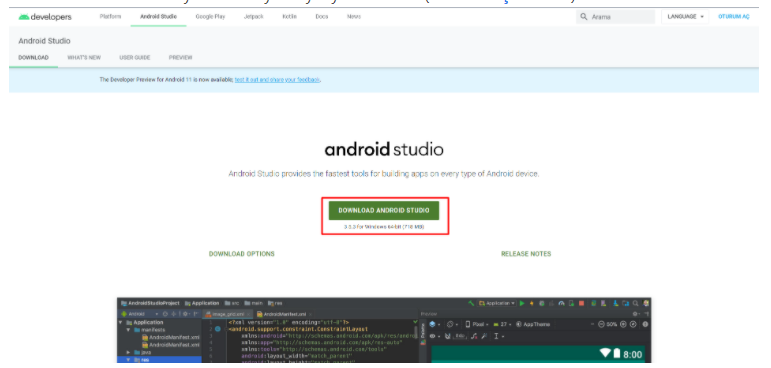 developers Platform Android Studio Google Play Jetpack Kotlin Docs News Arama LANGUAGE OTURUM AÇ
Android Studio
DOWNLOAD WHAT'S NEW USER GUIDE PREVIEW
The Developer Preview for Android 11 is now available; test it out and share your feedback.
android studio
Android Studio provides the fastest tools for building apps on every type of Android device.
DOWNLOAD ANDROID STUDIO
for Windows 64-bit
DOWNLOAD OPTIONS RELEASE NOTES
AndroidStudioProject Application src main res Application
Android image_grid.xml AndroidManifest.xml Preview
Application <?xml version="1.0" encoding="utf-8"?>
manifests <android.support.constraint.ConstraintLayout Pixel 27 AppTheme 50%
AndroidManifest.xml xmlns:android="http://schemas.android.com/apk/res/android
AndroidManifest.xml xmlns:app="http://schemas.android.com/apk/res-auto"
java xmlns:tools="http://schemas.android.com/tools"
res android:layout_width="match_parent" 8:00